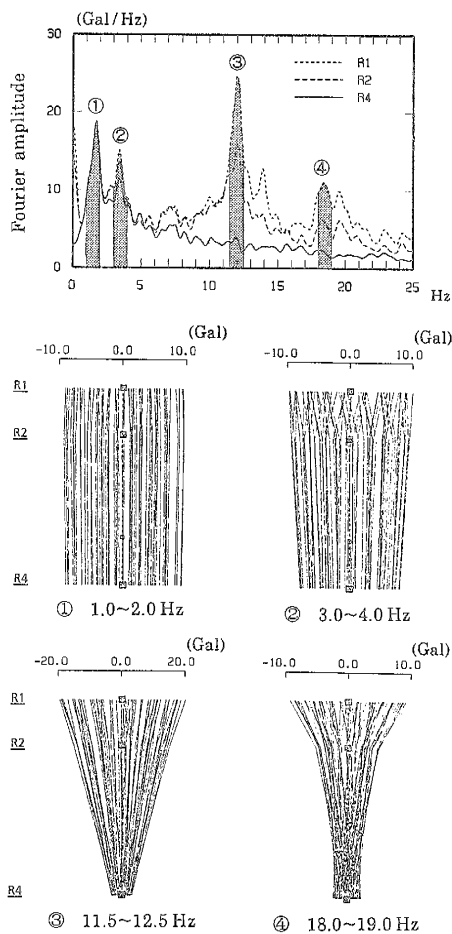 (Gal/Hz)
30
20
10
0
Fourier amplitude
① ② ③ ④
R1
R2
R4
0 5 10 15 20 25
Hz
(Gal) (Gal)
-10.0 0.0 10.0 -10.0 0.0 10.0
R1
R2
R4
① 1.0~2.0 Hz ② 3.0~4.0 Hz
(Gal) (Gal)
-20.0 0.0 20.0 -10.0 0.0 10.0
R1
R2
R4
③ 11.5~12.5 Hz ④ 18.0~19.0 Hz